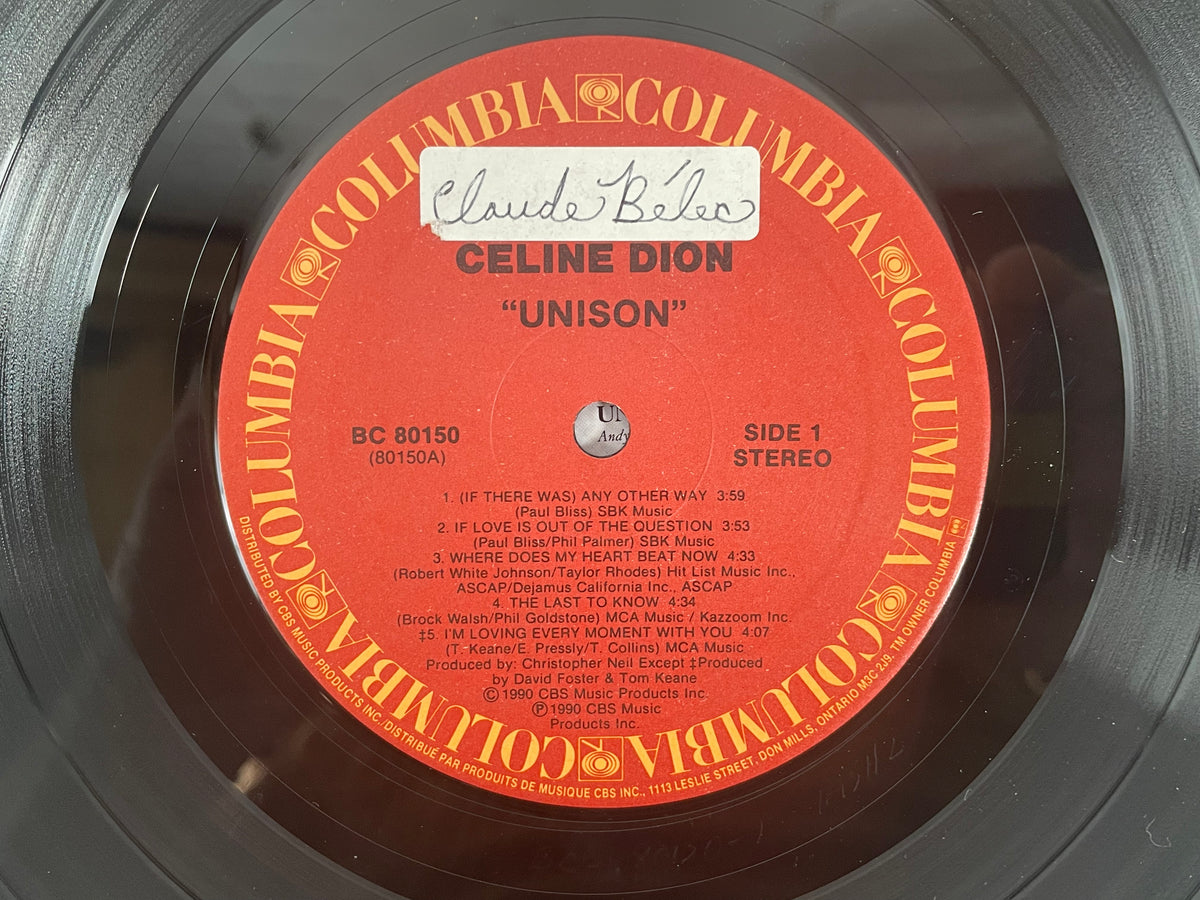 COLUMBIA COLUMBIA COLUMBIA COLUMBIA COLUMBIA COLUMBIA
Claude Bélec
CELINE DION
“UNISON”
BC 80150
(80150A)
SIDE 1
STEREO
UN
Andy
1. (IF THERE WAS) ANY OTHER WAY 3:59
(Paul Bliss) SBK Music
2. IF LOVE IS OUT OF THE QUESTION 3:53
(Paul Bliss/Phil Palmer) SBK Music
3. WHERE DOES MY HEART BEAT NOW 4:33
(Robert White Johnson/Taylor Rhodes) Hit List Music Inc.,
ASCAP/Dejamus California Inc., ASCAP
4. THE LAST TO KNOW 4:34
(Brock Walsh/Phil Goldstone) MCA Music / Kazzoom Inc.
‡5. I'M LOVING EVERY MOMENT WITH YOU 4:07
(T. Keane/E. Pressly/T. Collins) MCA Music
Produced by: Christopher Neil Except ‡Produced
by David Foster & Tom Keane
© 1990 CBS Music Products Inc.
℗ 1990 CBS Music
Products Inc.
DISTRIBUTED BY CBS MUSIC PRODUCTS INC./DISTRIBUÉ PAR PRODUITS DE MUSIQUE CBS INC., 1113 LESLIE STREET, DON MILLS, ONTARIO M3C 2J9. TM OWNER COLUMBIA